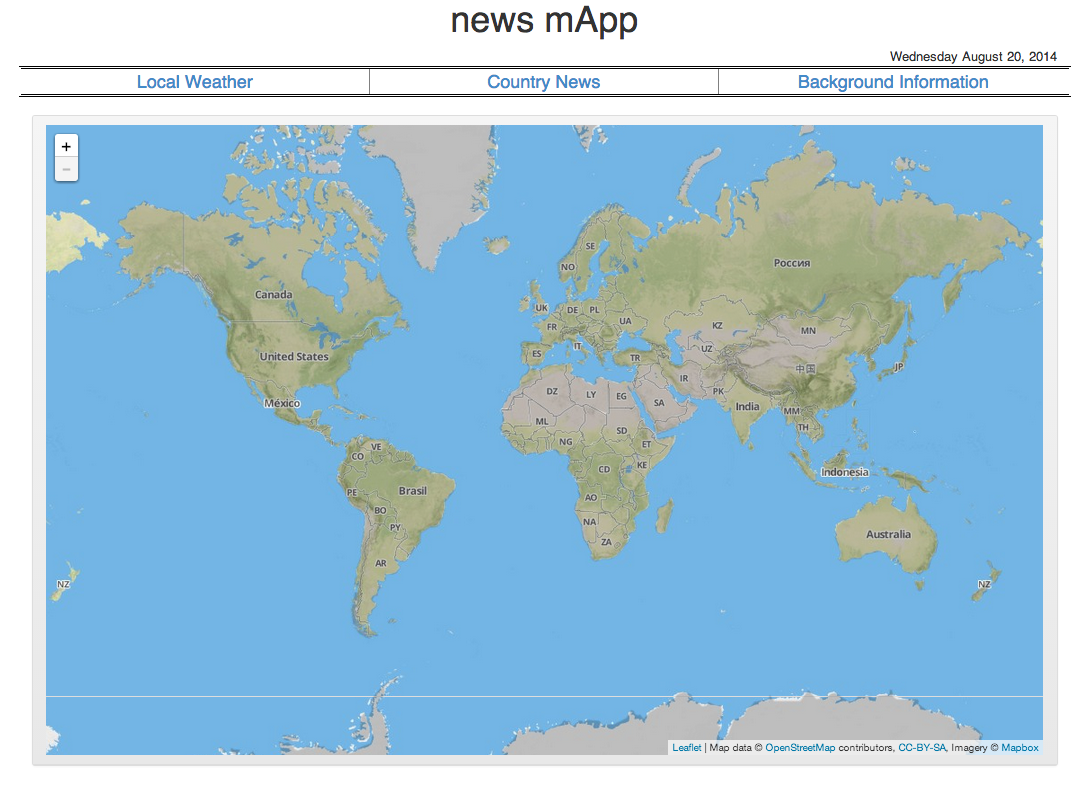 news mApp
Wednesday August 20, 2014
Local Weather
Country News
Background Information
+
−
SE
NO
Россия
Canada
UK
DE
PL
UA
FR
KZ
MN
UZ
ES
IT
TR
United States
中国
JP
IR
PK
DZ
LY
EG
SA
India
México
MM
ML
SD
TH
NG
ET
VE
CO
CD
KE
Indonesia
PE
Brasil
AO
BO
NA
PY
Australia
ZA
AR
NZ
NZ
Leaflet | Map data © OpenStreetMap contributors, CC-BY-SA, Imagery © Mapbox